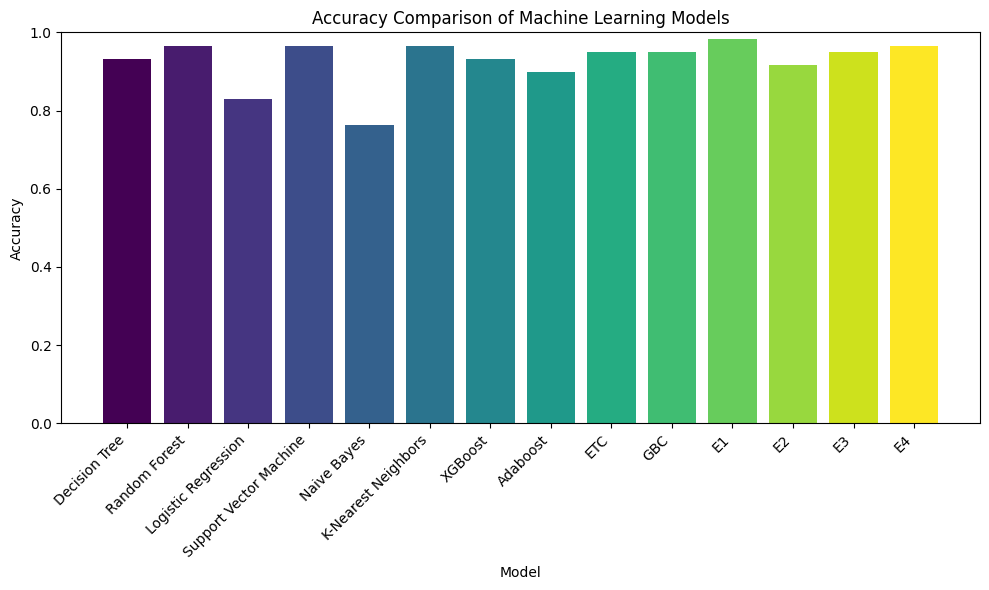 Accuracy Comparison of Machine Learning Models
Accuracy
1.0
0.8
0.6
0.4
0.2
0.0
Decision Tree
Random Forest
Logistic Regression
Support Vector Machine
Naive Bayes
K-Nearest Neighbors
XGBoost
Adaboost
ETC
GBC
E1
E2
E3
E4
Model